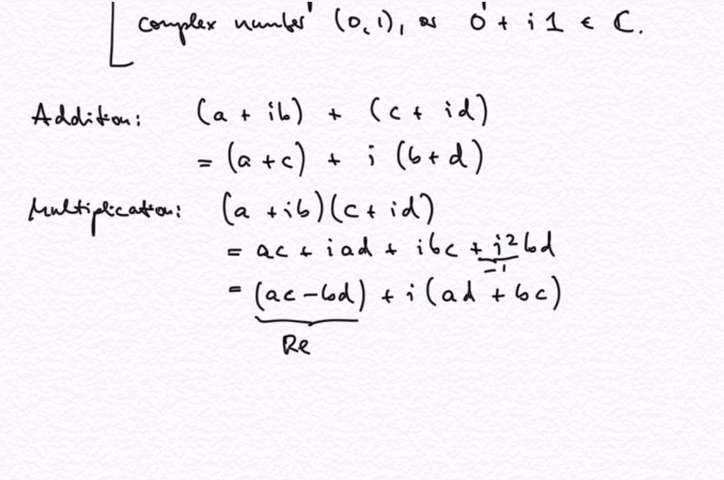 complex number" (0,1), as 0 + i 1 ∈ C.
Addition: (a + ib) + (c + id)
= (a + c) + i (b + d)
Multiplication: (a + ib)(c + id)
= ac + iad + ibc + i²bd
-1
= (ac - bd) + i(ad + bc)
Re